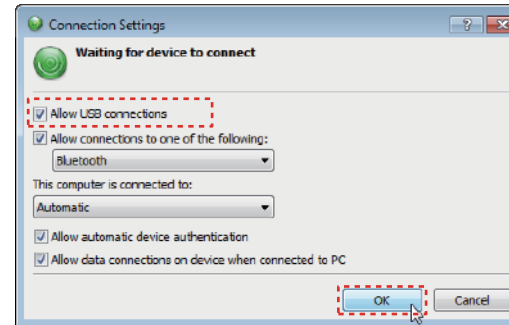 Connection Settings
Waiting for device to connect
Allow USB connections
Allow connections to one of the following:
Bluetooth
This computer is connected to:
Automatic
Allow automatic device authentication
Allow data connections on device when connected to PC
OK
Cancel